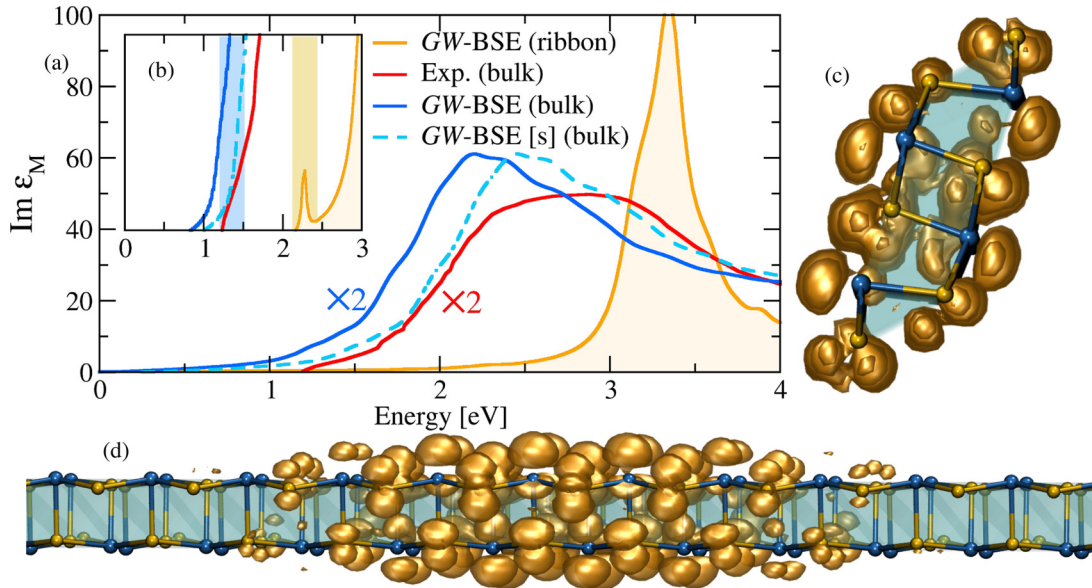 100
80
60
40
20
0
Im ε_M
(a)
(b)
0 1 2 3
GW-BSE (ribbon)
Exp. (bulk)
GW-BSE (bulk)
GW-BSE [s] (bulk)
×2
×2
0 1 2 3 4
Energy [eV]
(c)
(d)